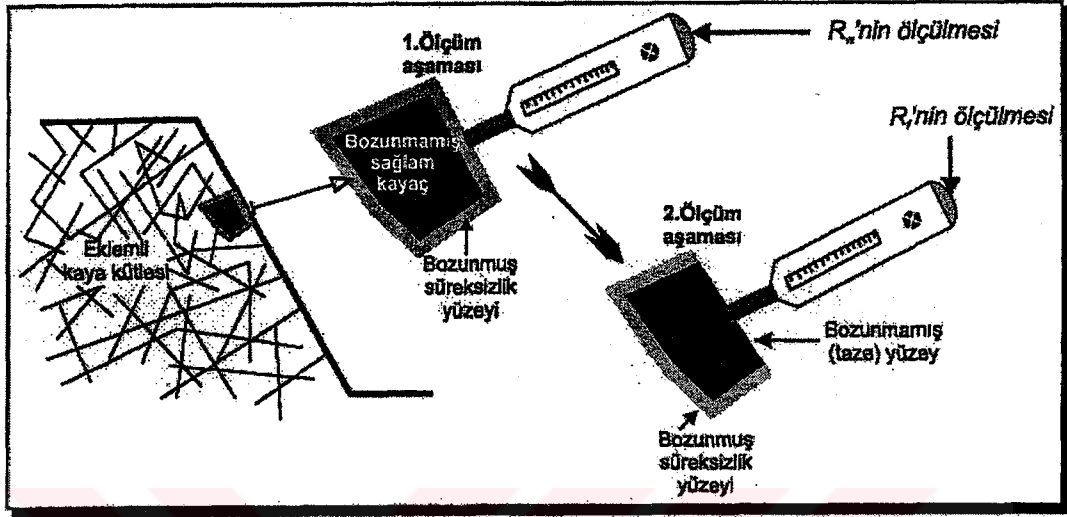 1.Ölçüm
aşaması
Rn'nin ölçülmesi
Bozunmamış
sağlam
kayaç
Eklemli
kaya kütlesi
Bozunmuş
süreksizlik
yüzeyi
Rf'nin ölçülmesi
2.Ölçüm
aşaması
Bozunmamış
(taze) yüzey
Bozunmuş
süreksizlik
yüzeyi